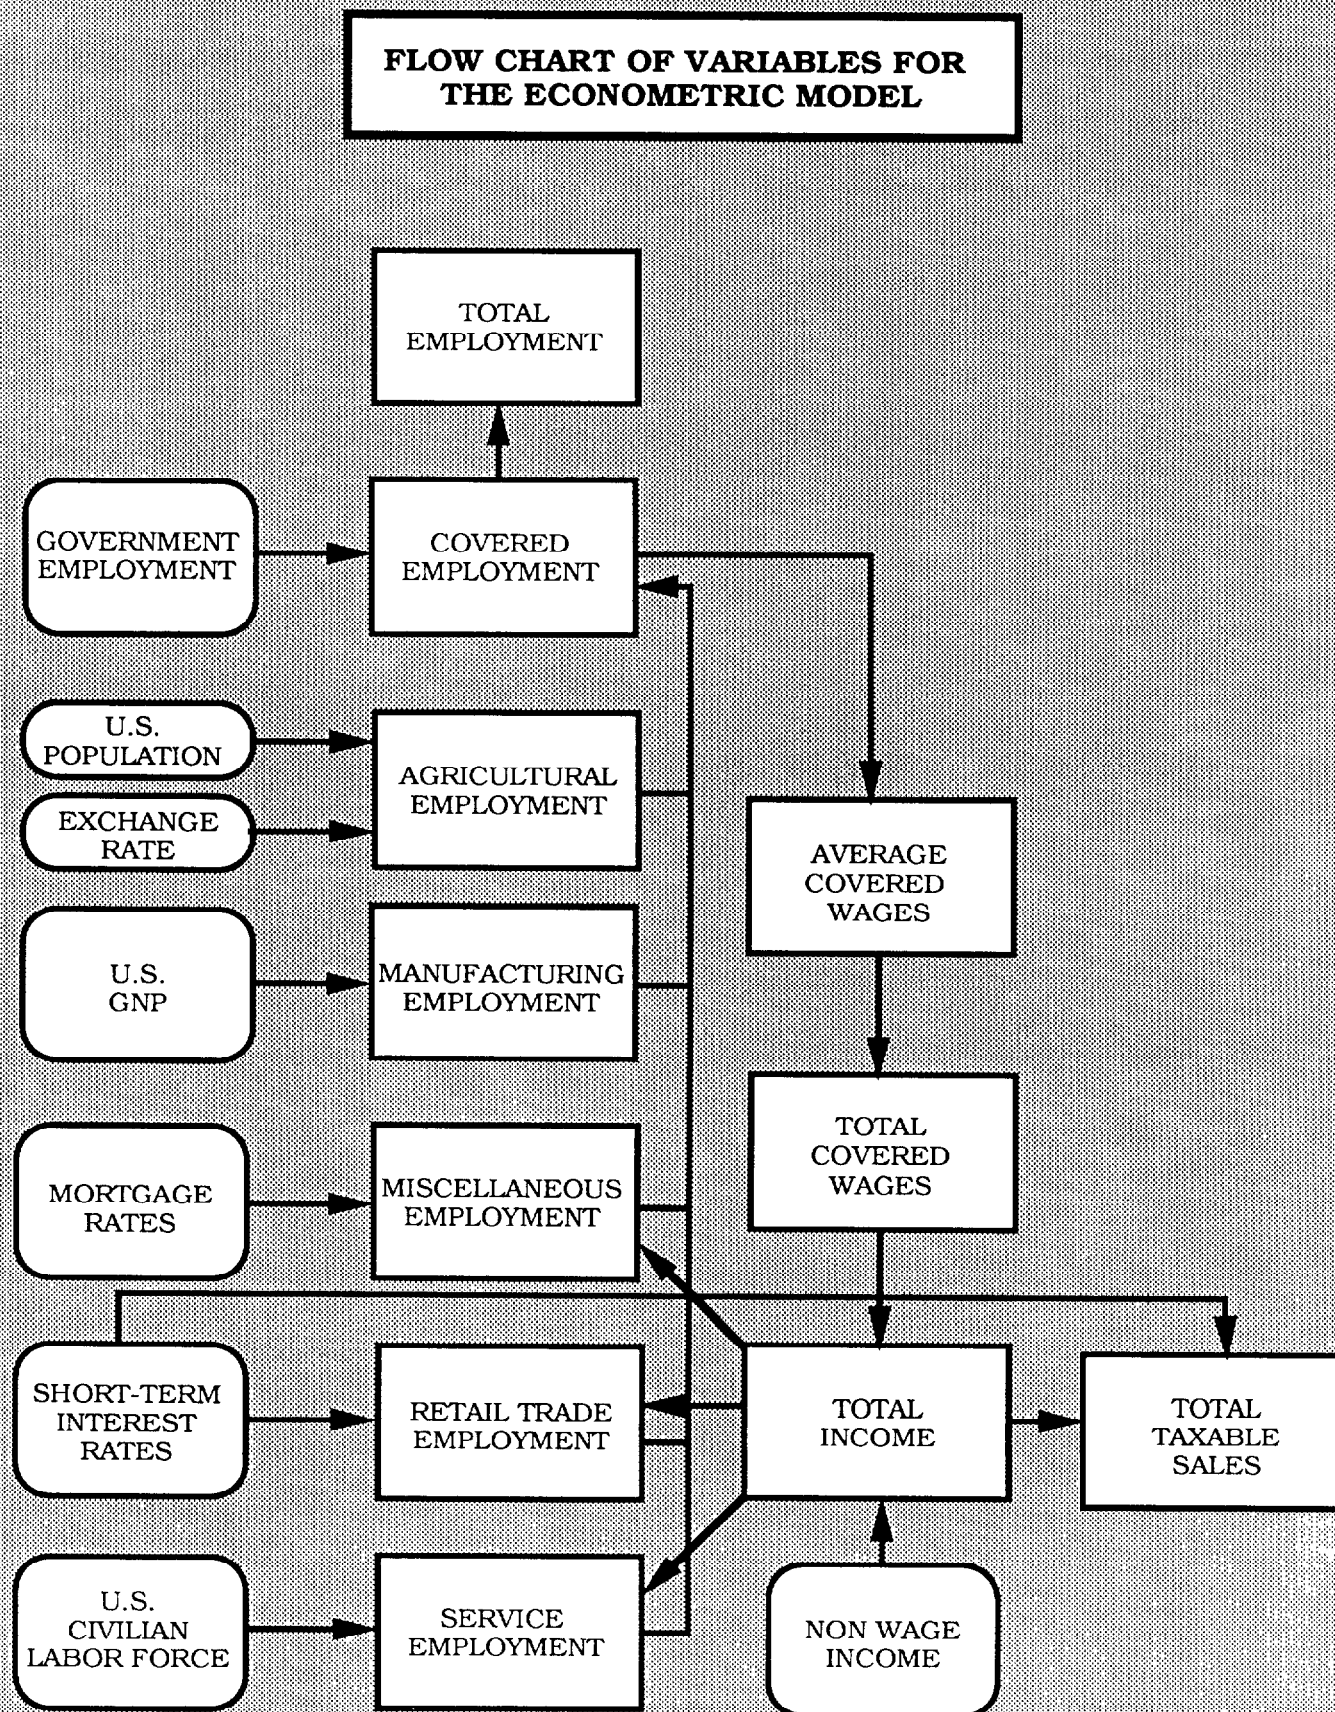 FLOW CHART OF VARIABLES FOR
THE ECONOMETRIC MODEL
TOTAL
EMPLOYMENT
GOVERNMENT
EMPLOYMENT
COVERED
EMPLOYMENT
U.S.
POPULATION
EXCHANGE
RATE
AGRICULTURAL
EMPLOYMENT
AVERAGE
COVERED
WAGES
U.S.
GNP
MANUFACTURING
EMPLOYMENT
TOTAL
COVERED
WAGES
MORTGAGE
RATES
MISCELLANEOUS
EMPLOYMENT
SHORT-TERM
INTEREST
RATES
RETAIL TRADE
EMPLOYMENT
TOTAL
INCOME
TOTAL
TAXABLE
SALES
U.S.
CIVILIAN
LABOR FORCE
SERVICE
EMPLOYMENT
NON WAGE
INCOME